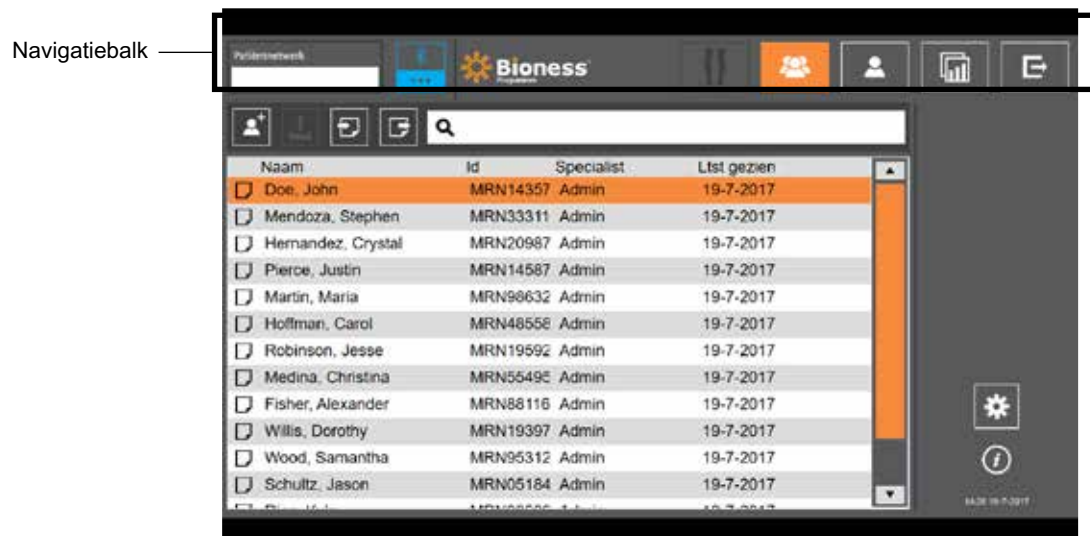 Navigatiebalk
Patiëntnetwerk
Bioness
Programmer
Naam Id Specialist Ltst gezien
Doe, John MRN14357 Admin 19-7-2017
Mendoza, Stephen MRN33311 Admin 19-7-2017
Hernandez, Crystal MRN20987 Admin 19-7-2017
Pierce, Justin MRN14587 Admin 19-7-2017
Martin, Maria MRN98632 Admin 19-7-2017
Hoffman, Carol MRN48558 Admin 19-7-2017
Robinson, Jesse MRN19592 Admin 19-7-2017
Medina, Christina MRN55495 Admin 19-7-2017
Fisher, Alexander MRN88116 Admin 19-7-2017
Willis, Dorothy MRN19397 Admin 19-7-2017
Wood, Samantha MRN95312 Admin 19-7-2017
Schultz, Jason MRN05184 Admin 19-7-2017